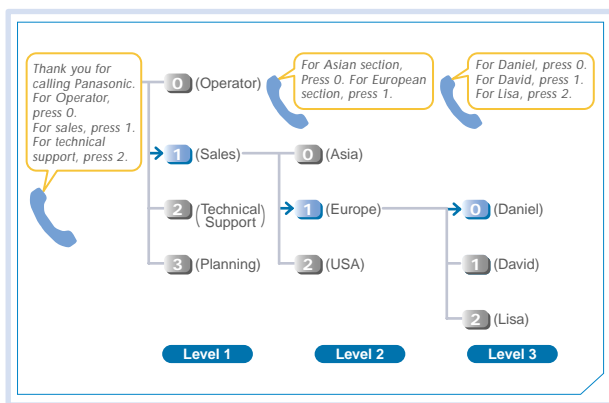 Thank you for
calling Panasonic.
For Operator,
press 0.
For sales, press 1.
For technical
support, press 2.
For Asian section,
Press 0. For European
section, press 1.
For Daniel, press 0.
For David, press 1.
For Lisa, press 2.
0 (Operator)
1 (Sales)
2 (Technical
Support)
3 (Planning)
0 (Asia)
1 (Europe)
2 (USA)
0 (Daniel)
1 (David)
2 (Lisa)
Level 1
Level 2
Level 3